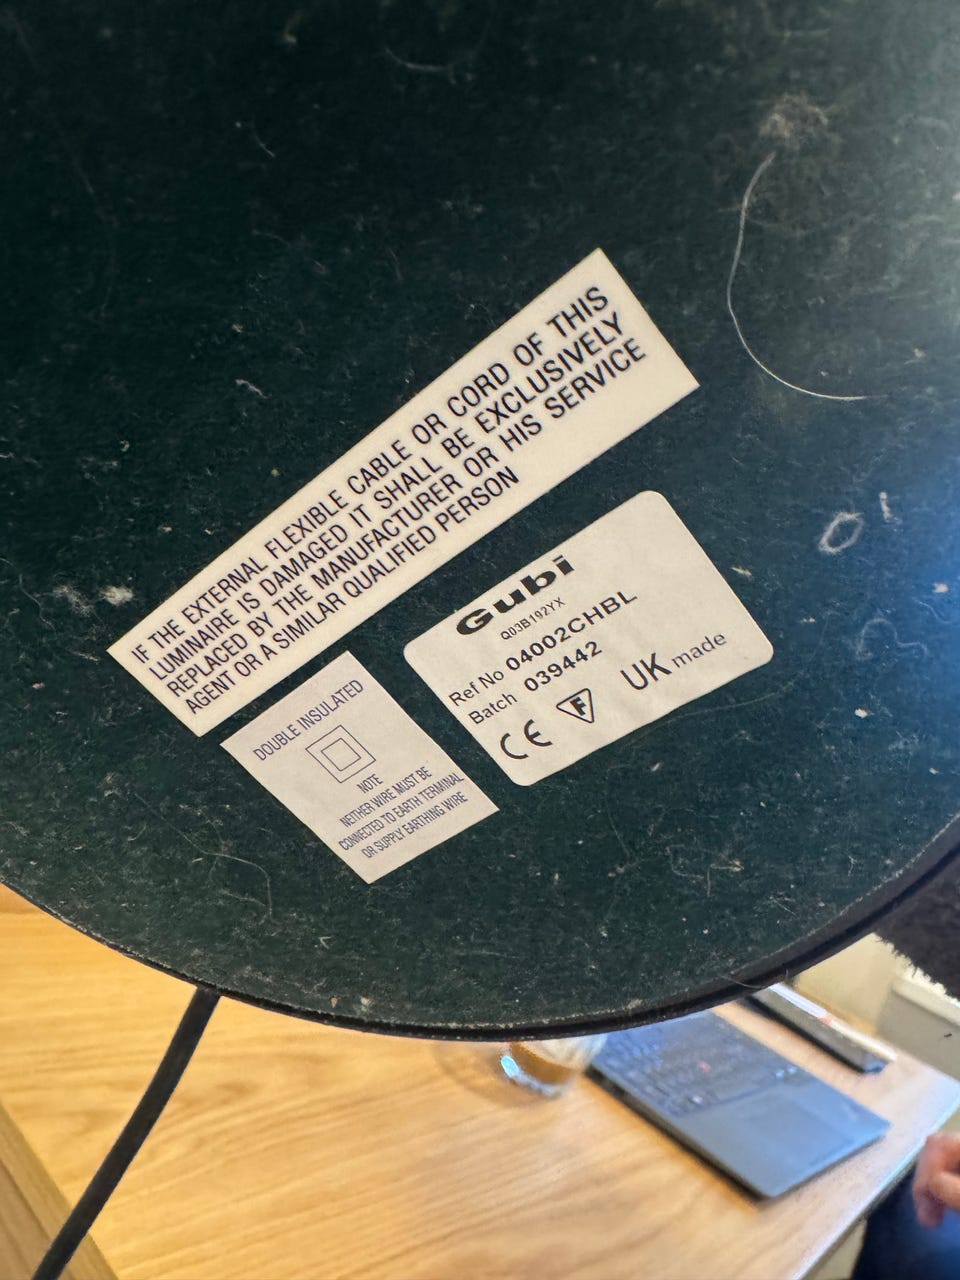 IF THE EXTERNAL FLEXIBLE CABLE OR CORD OF THIS
LUMINAIRE IS DAMAGED IT SHALL BE EXCLUSIVELY
REPLACED BY THE MANUFACTURER OR HIS SERVICE
AGENT OR A SIMILAR QUALIFIED PERSON
DOUBLE INSULATED
NOTE
NEITHER WIRE MUST BE
CONNECTED TO EARTH TERMINAL
OR SUPPLY EARTHING WIRE
Gubi
Q03B192YX
Ref No 04002CHBL
Batch 039442
CE F UK made